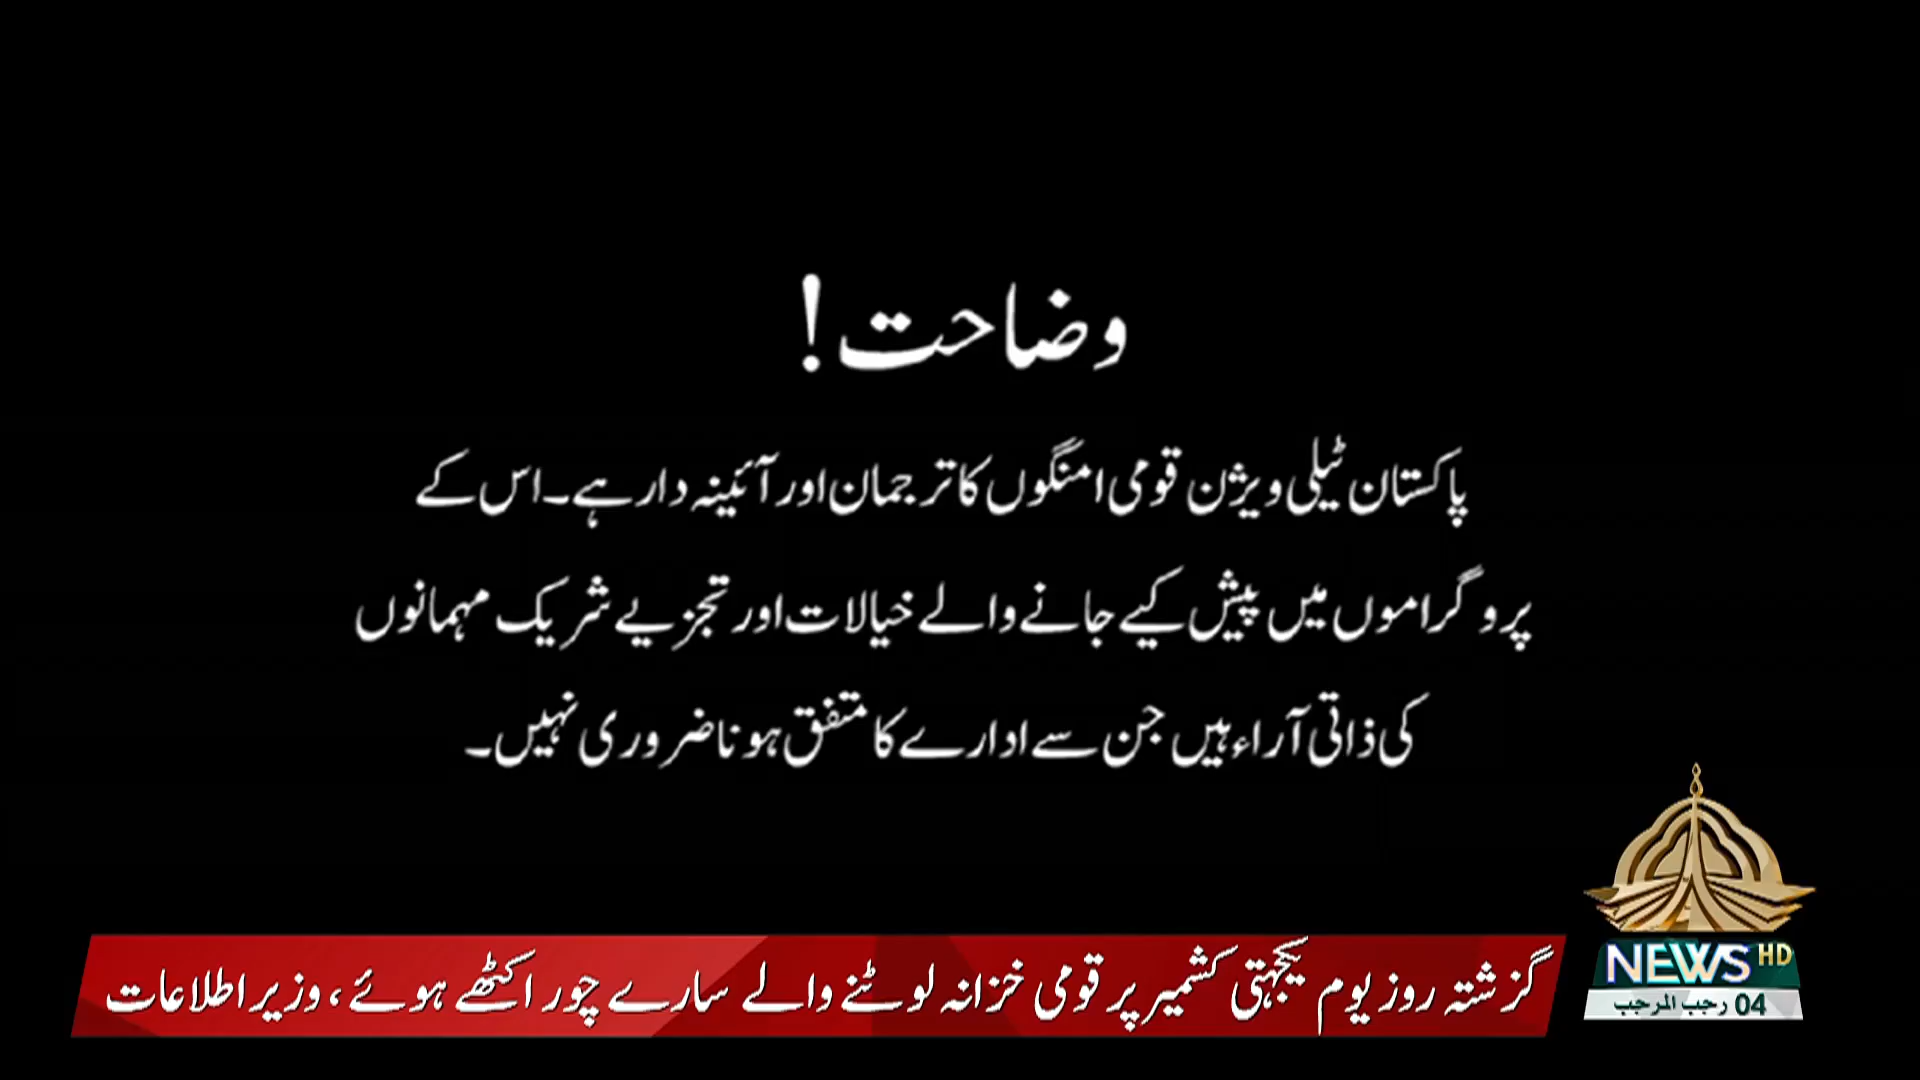 وضاحت!
پاکستان ٹیلی ویژن قومی امنگوں کا ترجمان اور آئینہ دار ہے۔ اس کے
پروگراموں میں پیش کیے جانے والے خیالات اور تجزیے شریک مہمانوں
کی ذاتی آراء ہیں جن سے ادارے کا متفق ہونا ضروری نہیں۔
گزشتہ روز یوم یکجہتی کشمیر پر قومی خزانہ لوٹنے والے سارے چور اکٹھے ہوئے، وزیر اطلاعات
NEWS HD
04 رجب المرجب